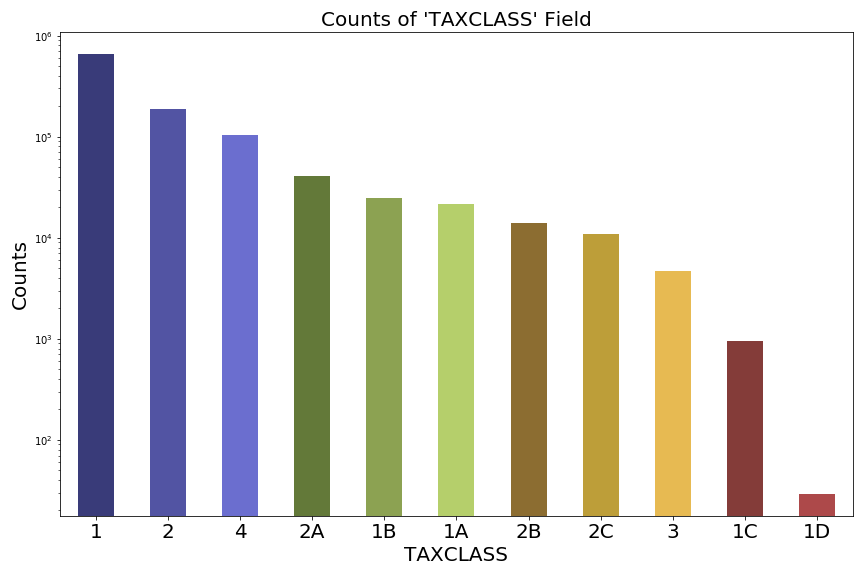 Counts of 'TAXCLASS' Field
Counts
10⁶
10⁵
10⁴
10³
10²
1 2 4 2A 1B 1A 2B 2C 3 1C 1D
TAXCLASS